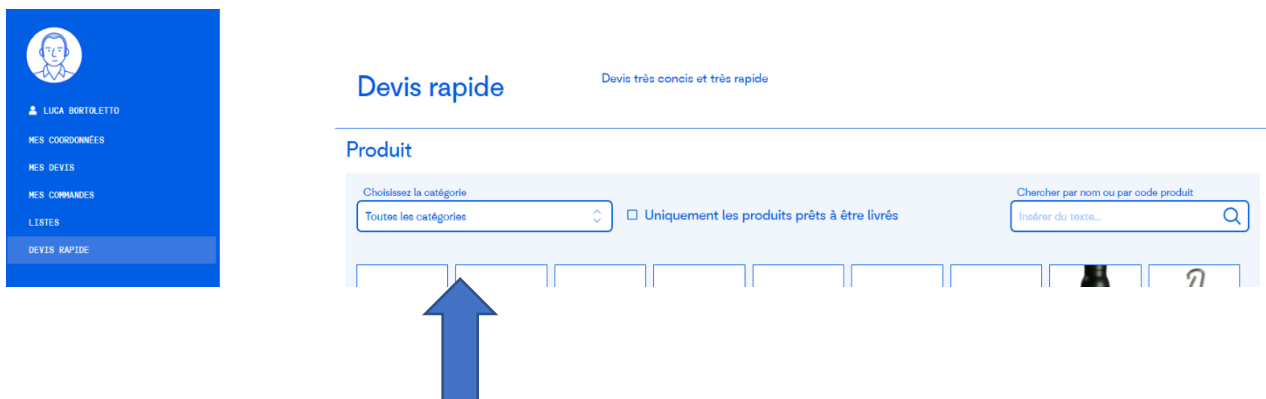 LUCA BORTOLETTO
MES COORDONNÉES
MES DEVIS
MES COMMANDES
LISTES
DEVIS RAPIDE
Devis rapide
Devis très concis et très rapide
Produit
Choisissez la catégorie
Toutes les catégories
Uniquement les produits prêts à être livrés
Chercher par nom ou par code produit
Insérer du texte...